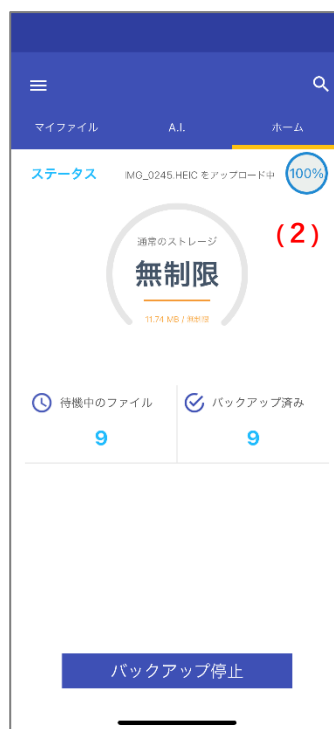 マイファイル A.I. ホーム
ステータス IMG_0245.HEIC をアップロード中 100%
(2)
通常のストレージ
無制限
11.74 MB / 無制限
待機中のファイル バックアップ済み
9 9
バックアップ停止